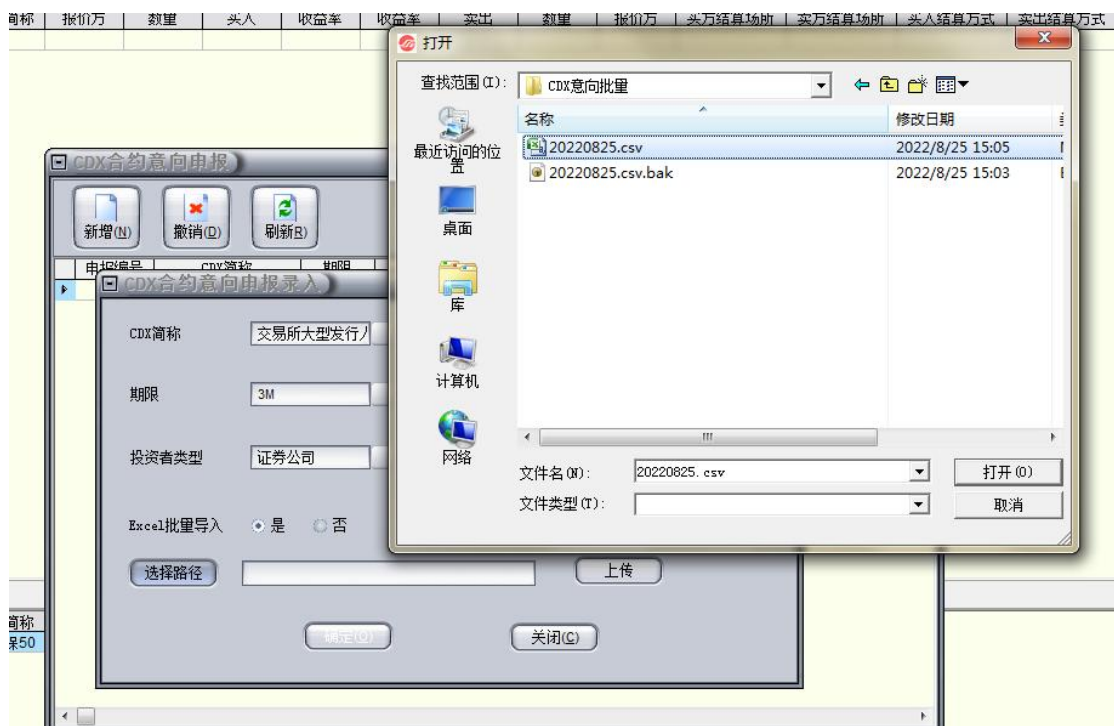 简称 报价方 数量 买入 收益率 收益率 卖出 数量 报价方 买方结算场所 卖方结算场所 买入结算方式 卖出结算方式
打开
查找范围(I): CDX意向批量
最近访问的位置
桌面
库
计算机
网络
名称 修改日期
20220825.csv 2022/8/25 15:05
20220825.csv.bak 2022/8/25 15:03
文件名(N): 20220825.csv 打开(O)
文件类型(T): 取消
CDX合约意向申报
新增(N) 撤销(D) 刷新(R)
申报编号 CDX简称 期限
CDX合约意向申报录入
CDX简称 交易所大型发行人
期限 3M
投资者类型 证券公司
Excel批量导入 是 否
选择路径 上传
确定(O) 关闭(C)
简称
保50